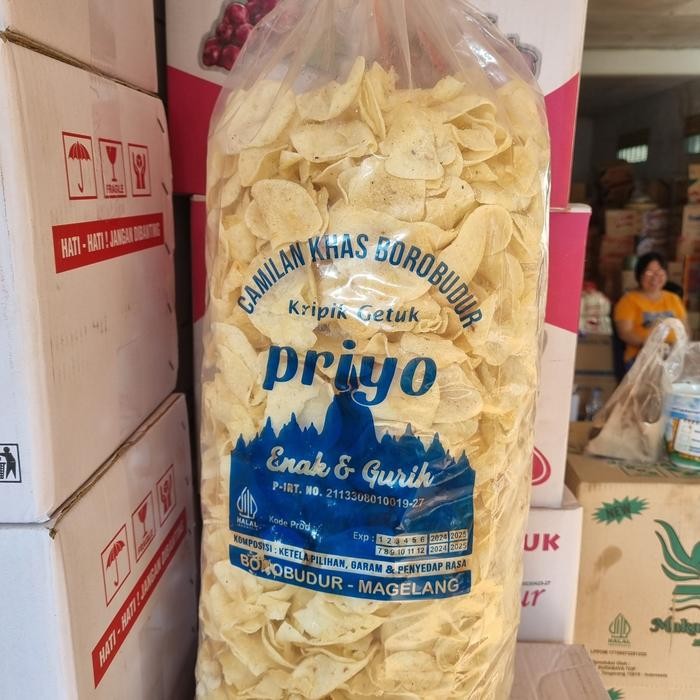 CAMILAN KHAS BOROBUDUR
Kripik Getuk
priyo
Enak & Gurih
P-IRT. NO. 2113308010019-27
HALAL
Kode Prod :
Exp : 1 2 3 4 5 6 2024 2025
7 8 9 10 11 12 2024 2025
KOMPOSISI : KETELA PILIHAN, GARAM & PENYEDAP RASA
BOROBUDUR - MAGELANG
FRAGILE
HATI - HATI ! JANGAN DIBANTING
HATI - HATI ! JANGAN
UK
ur
NEW
HALAL